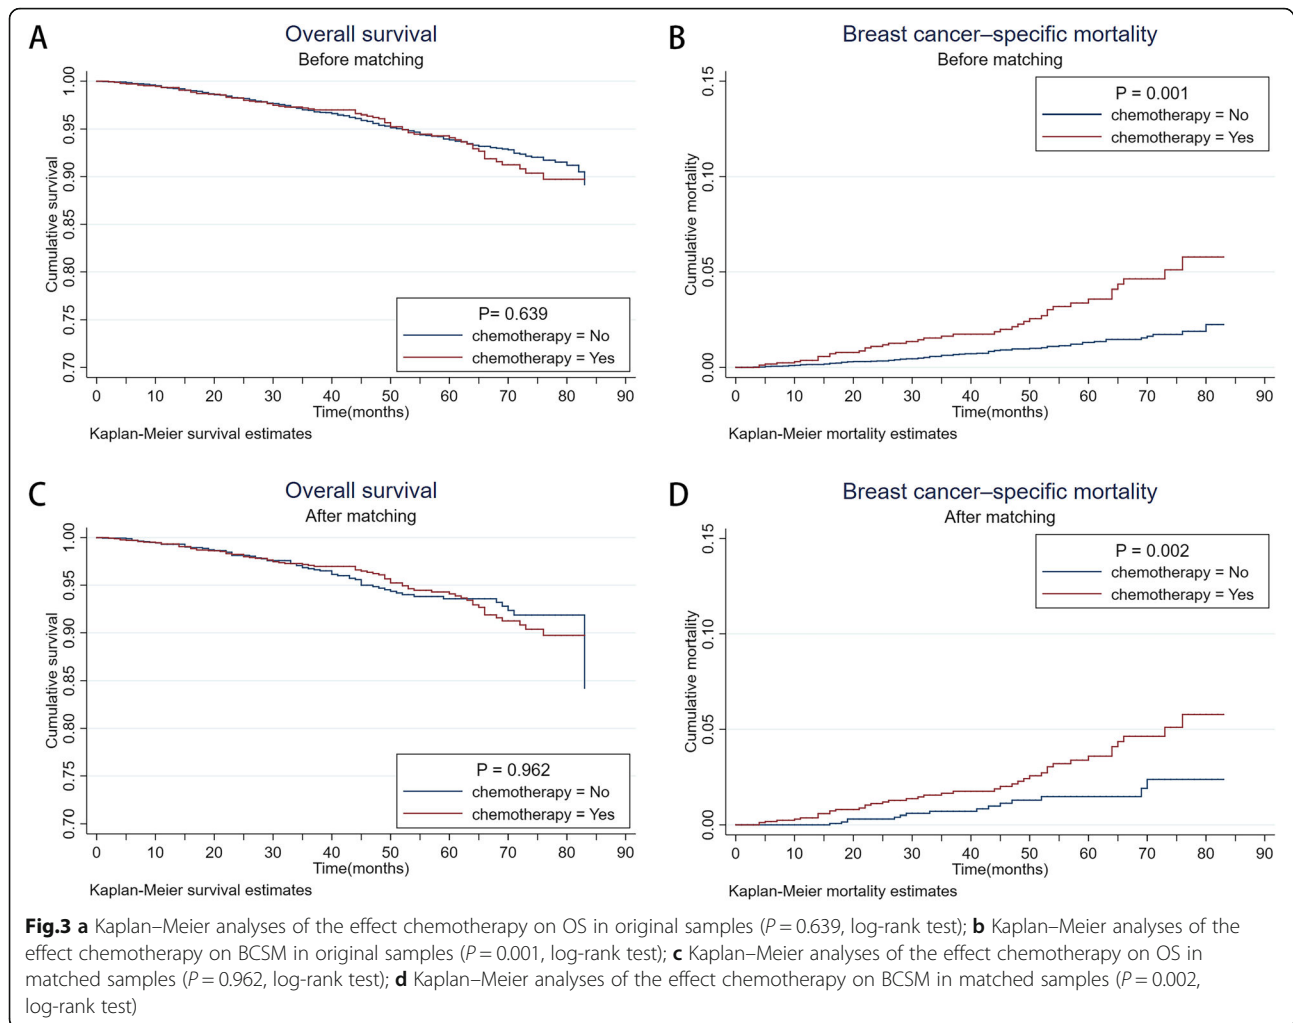 A
Overall survival
Before matching
Cumulative survival
1.00
0.95
0.90
0.85
0.80
0.75
0.70
P= 0.639
chemotherapy = No
chemotherapy = Yes
0 10 20 30 40 50 60 70 80 90
Time(months)
Kaplan-Meier survival estimates
B
Breast cancer–specific mortality
Before matching
Cumulative mortality
0.15
0.10
0.05
0.00
P = 0.001
chemotherapy = No
chemotherapy = Yes
0 10 20 30 40 50 60 70 80 90
Time(months)
Kaplan-Meier mortality estimates
C
Overall survival
After matching
Cumulative survival
1.00
0.95
0.90
0.85
0.80
0.75
0.70
P = 0.962
chemotherapy = No
chemotherapy = Yes
0 10 20 30 40 50 60 70 80 90
Time(months)
Kaplan-Meier survival estimates
D
Breast cancer–specific mortality
After matching
Cumulative mortality
0.15
0.10
0.05
0.00
P = 0.002
chemotherapy = No
chemotherapy = Yes
0 10 20 30 40 50 60 70 80 90
Time(months)
Kaplan-Meier mortality estimates
Fig.3 a Kaplan–Meier analyses of the effect chemotherapy on OS in original samples (P = 0.639, log-rank test); b Kaplan–Meier analyses of the
effect chemotherapy on BCSM in original samples (P = 0.001, log-rank test); c Kaplan–Meier analyses of the effect chemotherapy on OS in
matched samples (P = 0.962, log-rank test); d Kaplan–Meier analyses of the effect chemotherapy on BCSM in matched samples (P = 0.002,
log-rank test)